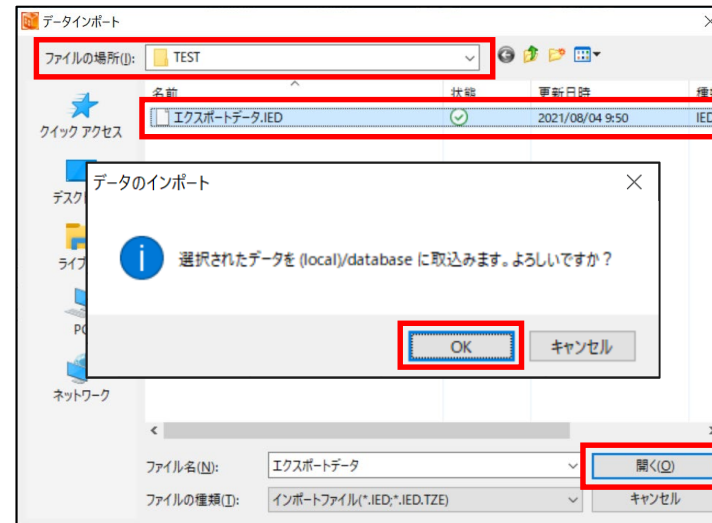 データインポート
ファイルの場所(I):
TEST
名前 状態 更新日時
エクスポートデータ.IED 2021/08/04 9:50 IED
クイック アクセス
データのインポート
選択されたデータを (local)/database に取込みます。よろしいですか？
OK キャンセル
ネットワーク
ファイル名(N): エクスポートデータ 開く(O)
ファイルの種類(T): インポートファイル(*.IED;*.IED.TZE) キャンセル